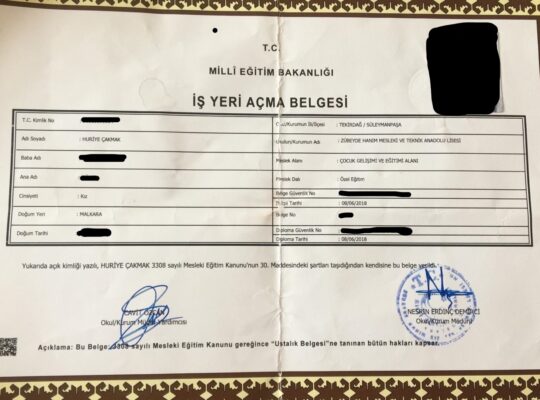 T.C.
MİLLÎ EĞİTİM BAKANLIĞI
İŞ YERİ AÇMA BELGESİ
T.C. Kimlik No :
Adı Soyadı : HURİYE ÇAKMAK
Baba Adı
Ana Adı
Cinsiyeti : Kız
Doğum Yeri : MALKARA
Doğum Tarihi
Okul/Kurumun İl/İlçesi : TEKİRDAĞ / SÜLEYMANPAŞA
Okulun/Kurumun Adı : ZÜBEYDE HANIM MESLEKİ VE TEKNİK ANADOLU LİSESİ
Meslek Alanı : ÇOCUK GELİŞİMİ VE EĞİTİMİ ALANI
Meslek Dalı : Özel Eğitim
Belge Güvenlik No
Belge Tarihi : 08/06/2018
Belge No
Diploma Güvenlik No
Diploma Tarihi : 08/06/2018
Yukarıda açık kimliği yazılı, HURİYE ÇAKMAK 3308 sayılı Mesleki Eğitim Kanunu'nun 30. Maddesindeki şartları taşıdığından kendisine bu belge verildi.
CAVİT ÖZCAN
Okul/Kurum Müdür Yardımcısı
NESRİN ERDİNÇ DEMİRCİ
Okul/Kurum Müdürü
Açıklama: Bu Belge, 3308 sayılı Mesleki Eğitim Kanunu gereğince "Ustalık Belgesi"ne tanınan bütün hakları kapsar.